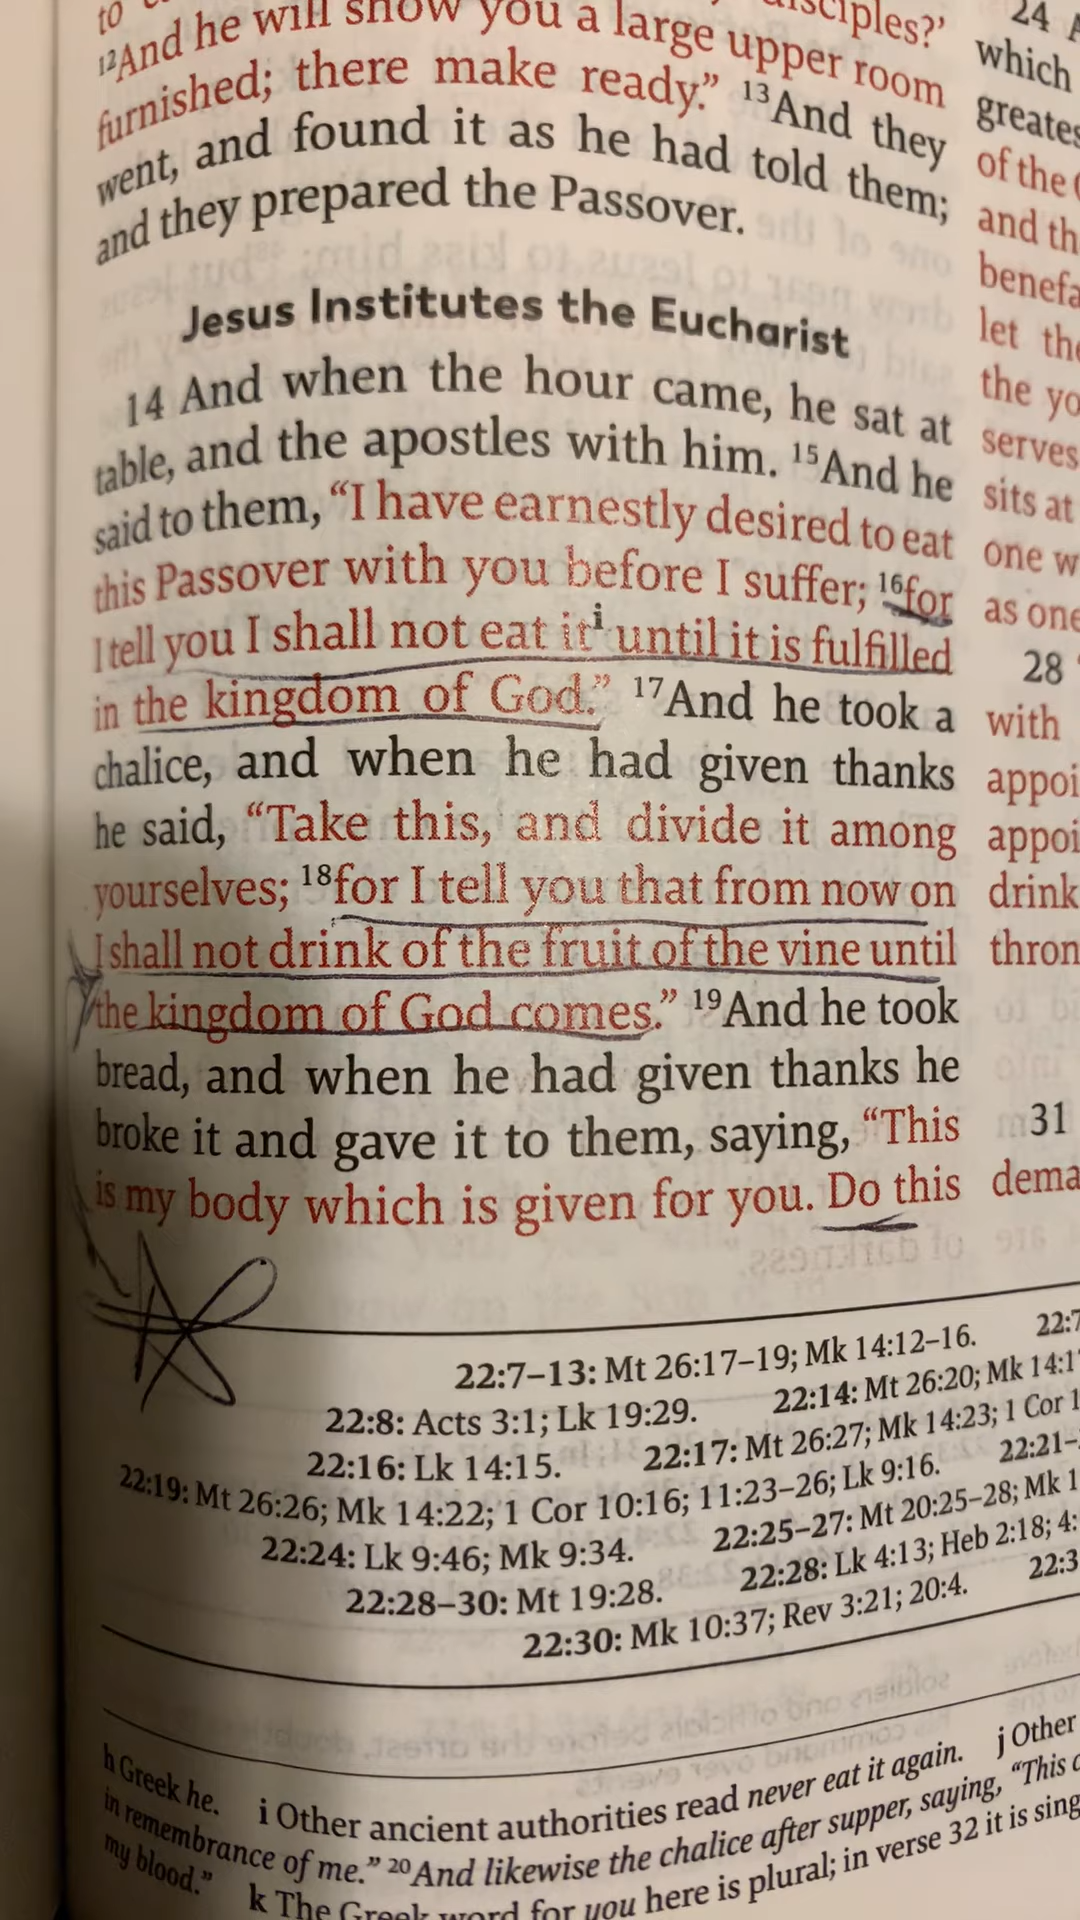 to
disciples?'
¹²And he will show you a large upper room
furnished; there make ready.” ¹³And they
went, and found it as he had told them;
and they prepared the Passover.
Jesus Institutes the Eucharist
14 And when the hour came, he sat at
table, and the apostles with him. ¹⁵And he
said to them, “I have earnestly desired to eat
this Passover with you before I suffer; ¹⁶for
I tell you I shall not eat itⁱ until it is fulfilled
in the kingdom of God.” ¹⁷And he took a
chalice, and when he had given thanks
he said, “Take this, and divide it among
yourselves; ¹⁸for I tell you that from now on
I shall not drink of the fruit of the vine until
the kingdom of God comes.” ¹⁹And he took
bread, and when he had given thanks he
broke it and gave it to them, saying, “This
is my body which is given for you. Do this
24 A
which
greates
of the
and th
benefa
let the
the yo
serves
sits at
one w
as one
28
with
appoi
appoi
drink
thron
31
dema
22:7–13: Mt 26:17–19; Mk 14:12–16. 22:7
22:8: Acts 3:1; Lk 19:29. 22:14: Mt 26:20; Mk 14:1
22:16: Lk 14:15. 22:17: Mt 26:27; Mk 14:23; 1 Cor 1
22:19: Mt 26:26; Mk 14:22; 1 Cor 10:16; 11:23–26; Lk 9:16. 22:21–
22:24: Lk 9:46; Mk 9:34. 22:25–27: Mt 20:25–28; Mk 1
22:28–30: Mt 19:28. 22:28: Lk 4:13; Heb 2:18; 4:
22:30: Mk 10:37; Rev 3:21; 20:4. 22:3
h Greek he. i Other ancient authorities read never eat it again. j Other
in remembrance of me.” ²⁰And likewise the chalice after supper, saying, “This c
my blood.” k The Greek word for you here is plural; in verse 32 it is sing